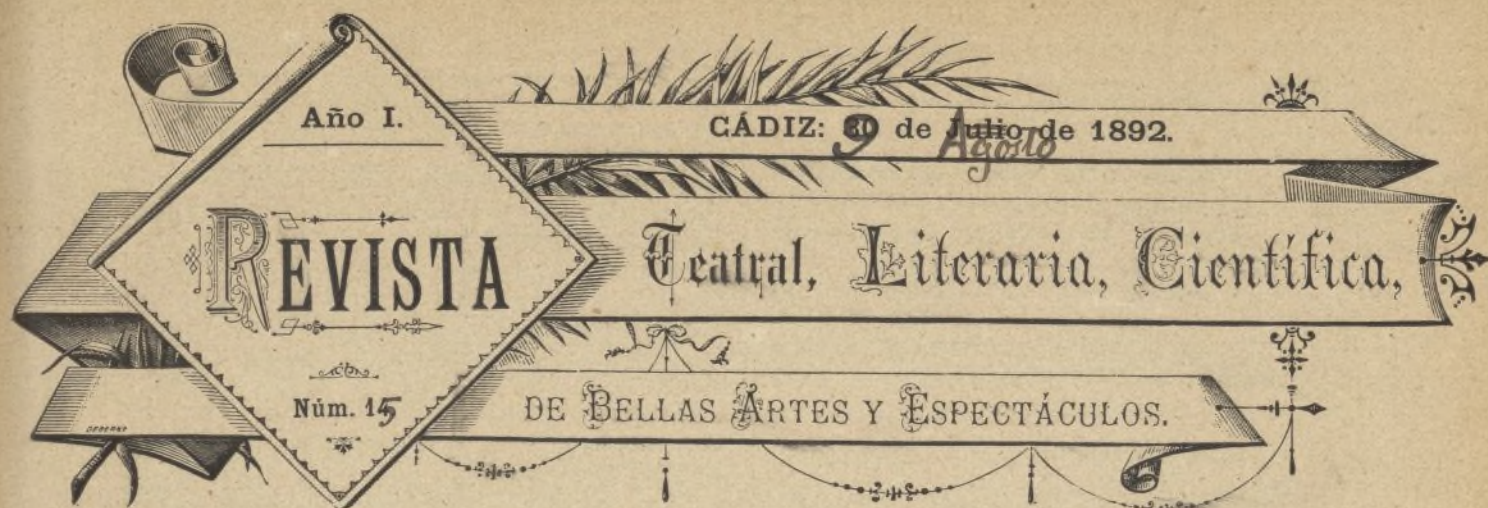 Año I.
CÁDIZ: 9 de Agosto de 1892.
REVISTA
Teatral, Literaria, Científica,
Núm. 15
DE BELLAS ARTES Y ESPECTÁCULOS.